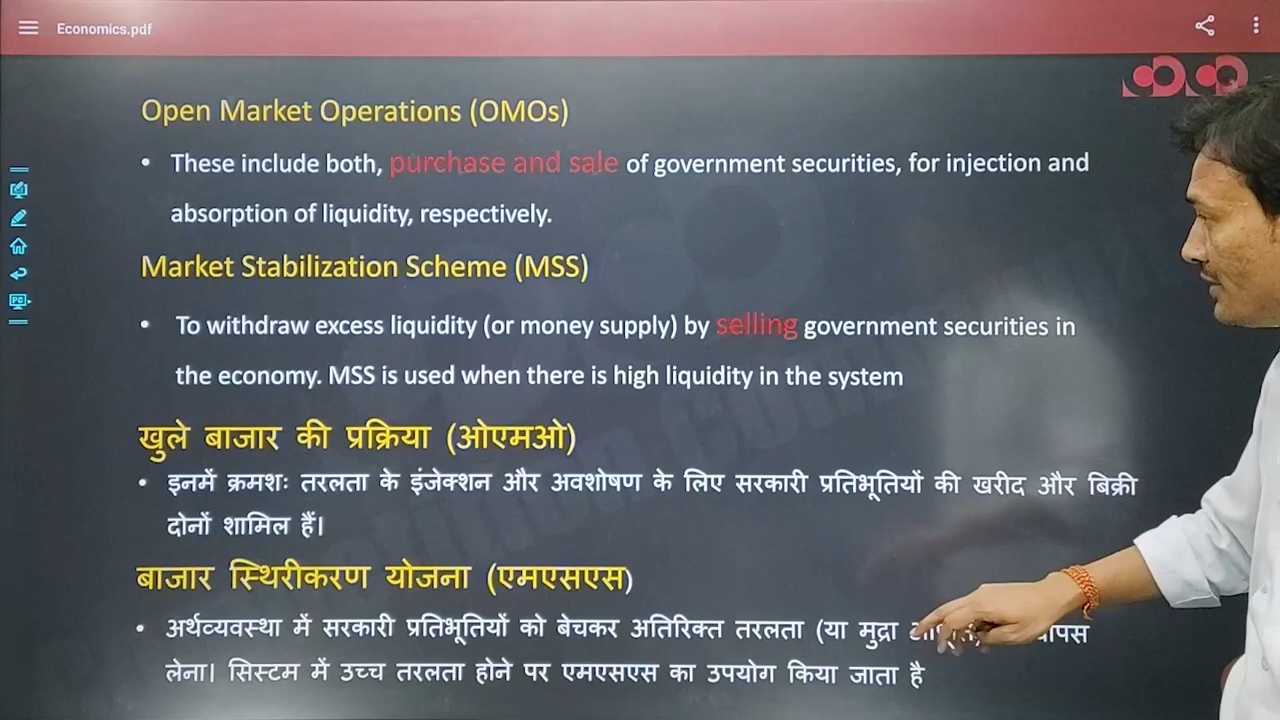 Economics.pdf
Open Market Operations (OMOs)
• These include both, purchase and sale of government securities, for injection and
absorption of liquidity, respectively.
Market Stabilization Scheme (MSS)
• To withdraw excess liquidity (or money supply) by selling government securities in
the economy. MSS is used when there is high liquidity in the system
खुले बाजार की प्रक्रिया (ओएमओ)
• इनमें क्रमशः तरलता के इंजेक्शन और अवशोषण के लिए सरकारी प्रतिभूतियों की खरीद और बिक्री
दोनों शामिल हैं।
बाजार स्थिरीकरण योजना (एमएसएस)
• अर्थव्यवस्था में सरकारी प्रतिभूतियों को बेचकर अतिरिक्त तरलता (या मुद्रा
लेना। सिस्टम में उच्च तरलता होने पर एमएसएस का उपयोग किया जाता है